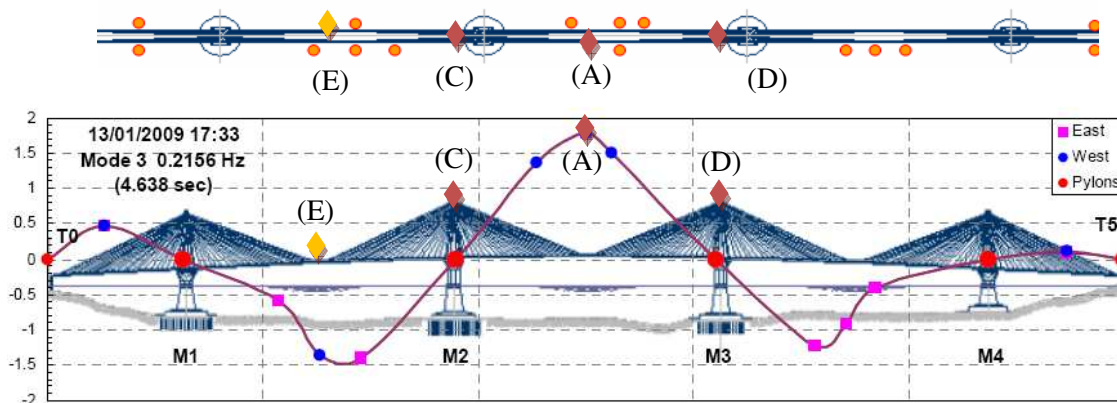 (E) (C) (A) (D)
2
1.5
1
0.5
0
-0.5
-1
-1.5
-2
13/01/2009 17:33
Mode 3 0.2156 Hz
(4.638 sec)
East
West
Pylons
(C) (A) (D)
(E)
T0 T5
M1 M2 M3 M4